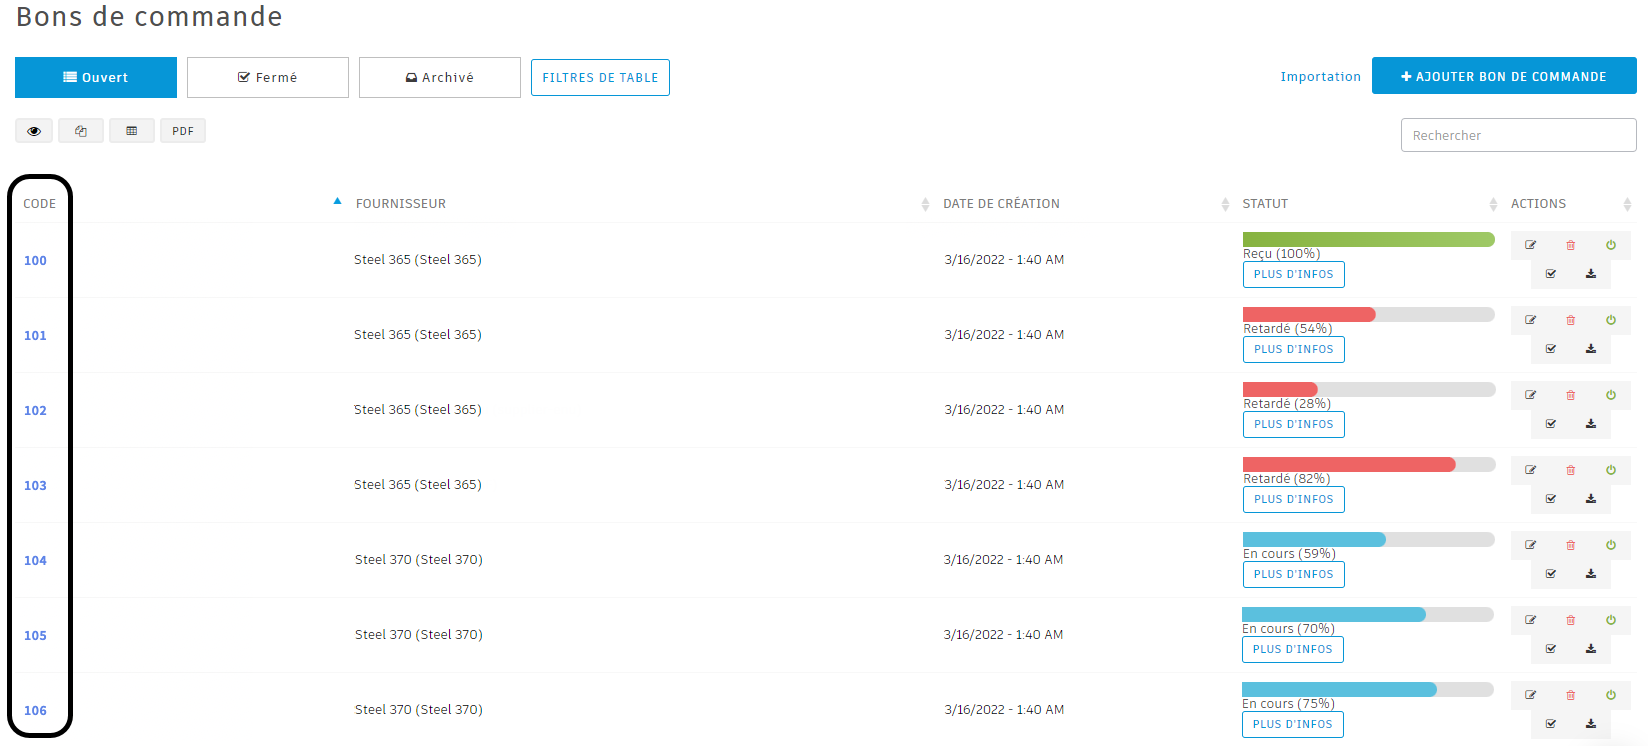 Bons de commande
Ouvert Fermé Archivé FILTRES DE TABLE Importation AJOUTER BON DE COMMANDE
PDF Rechercher
CODE FOURNISSEUR DATE DE CRÉATION STATUT ACTIONS
100 Steel 365 (Steel 365) 3/16/2022 - 1:40 AM Reçu (100%)
PLUS D'INFOS
101 Steel 365 (Steel 365) 3/16/2022 - 1:40 AM Retardé (54%)
PLUS D'INFOS
102 Steel 365 (Steel 365) 3/16/2022 - 1:40 AM Retardé (28%)
PLUS D'INFOS
103 Steel 365 (Steel 365) 3/16/2022 - 1:40 AM Retardé (82%)
PLUS D'INFOS
104 Steel 370 (Steel 370) 3/16/2022 - 1:40 AM En cours (59%)
PLUS D'INFOS
105 Steel 370 (Steel 370) 3/16/2022 - 1:40 AM En cours (70%)
PLUS D'INFOS
106 Steel 370 (Steel 370) 3/16/2022 - 1:40 AM En cours (75%)
PLUS D'INFOS